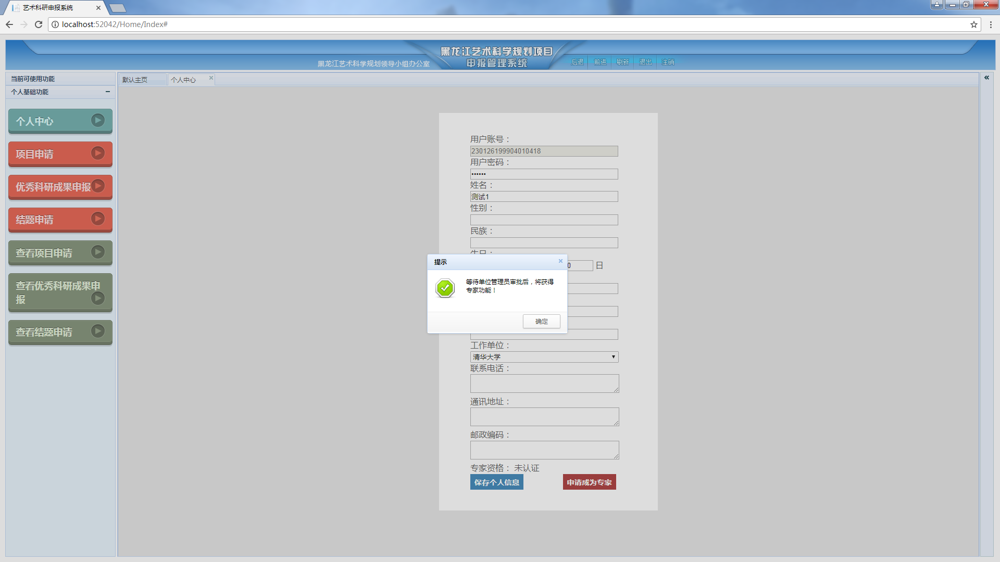 艺术科研申报系统
localhost:52042/Home/Index#
黑龙江艺术科学规划领导小组办公室
黑龙江艺术科学规划项目
申报管理系统
后退 前进 刷新 退出 注销
当前可使用功能
个人基础功能
个人中心
项目申请
优秀科研成果申报
结题申请
查看项目申请
查看优秀科研成果申
报
查看结题申请
默认主页 个人中心
用户账号：
230126199904010418
用户密码：
••••••
姓名：
测试1
性别：
民族：
生日：
0 日
提示
等待单位管理员审批后，将获得
专家功能！
确定
工作单位：
清华大学
联系电话：
通讯地址：
邮政编码：
专家资格： 未认证
保存个人信息 申请成为专家